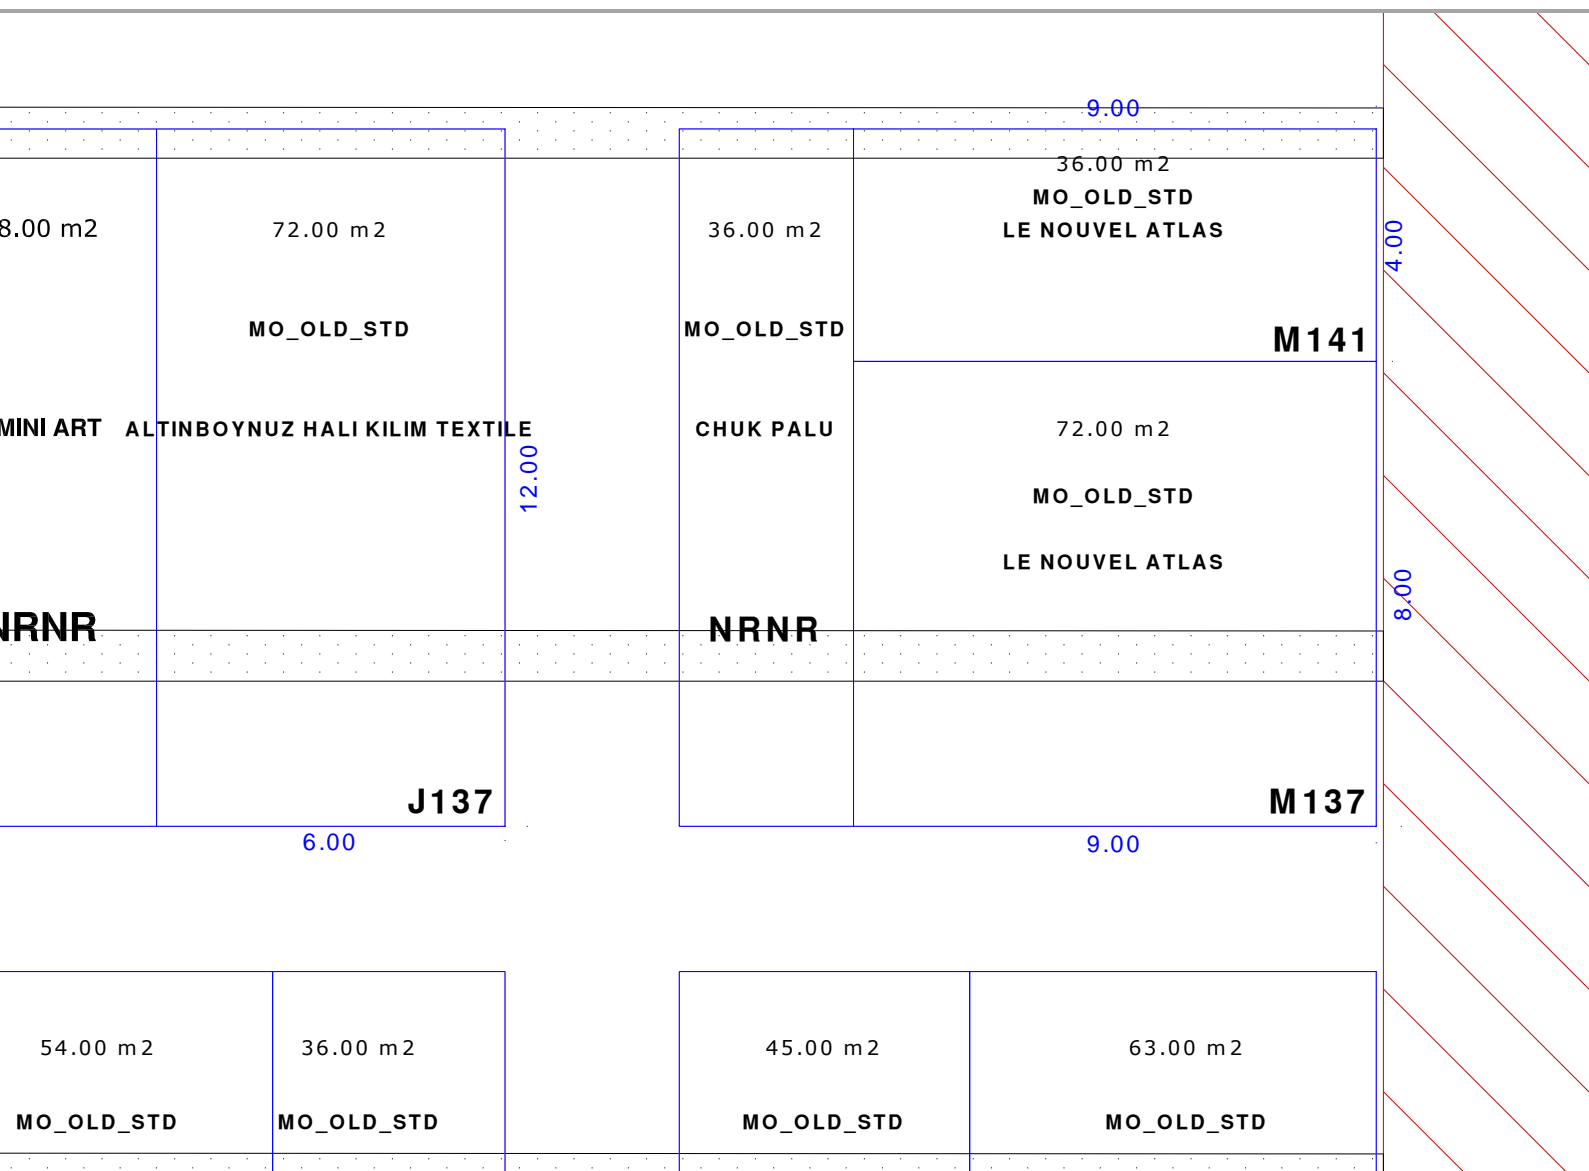 9.00
36.00 m2
MO_OLD_STD
LE NOUVEL ATLAS
4.00
8.00 m2
72.00 m2
36.00 m2
MO_OLD_STD
MO_OLD_STD
M141
MINI ART
ALTINBOYNUZ HALI KILIM TEXTILE
CHUK PALU
72.00 m2
12.00
MO_OLD_STD
LE NOUVEL ATLAS
8.00
NRNR
NRNR
J137
M137
6.00
9.00
54.00 m2
36.00 m2
45.00 m2
63.00 m2
MO_OLD_STD
MO_OLD_STD
MO_OLD_STD
MO_OLD_STD